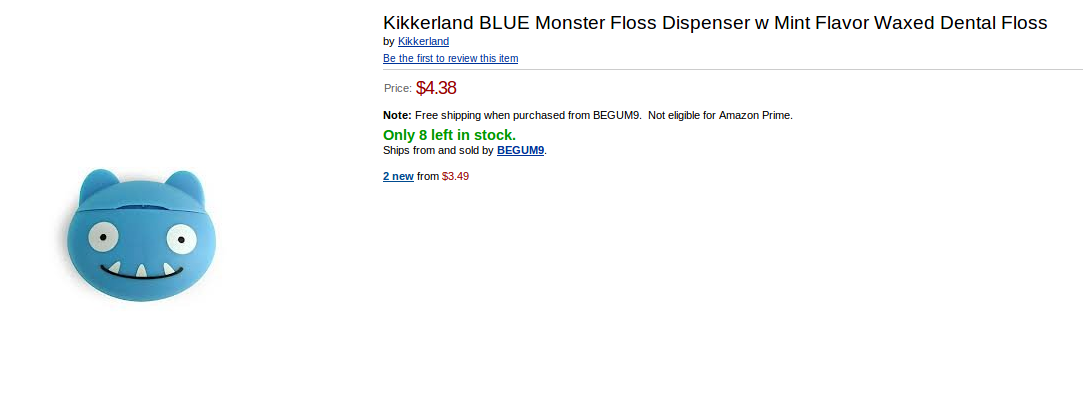 Kikkerland BLUE Monster Floss Dispenser w Mint Flavor Waxed Dental Floss
by Kikkerland
Be the first to review this item
Price: $4.38
Note: Free shipping when purchased from BEGUM9. Not eligible for Amazon Prime.
Only 8 left in stock.
Ships from and sold by BEGUM9.
2 new from $3.49